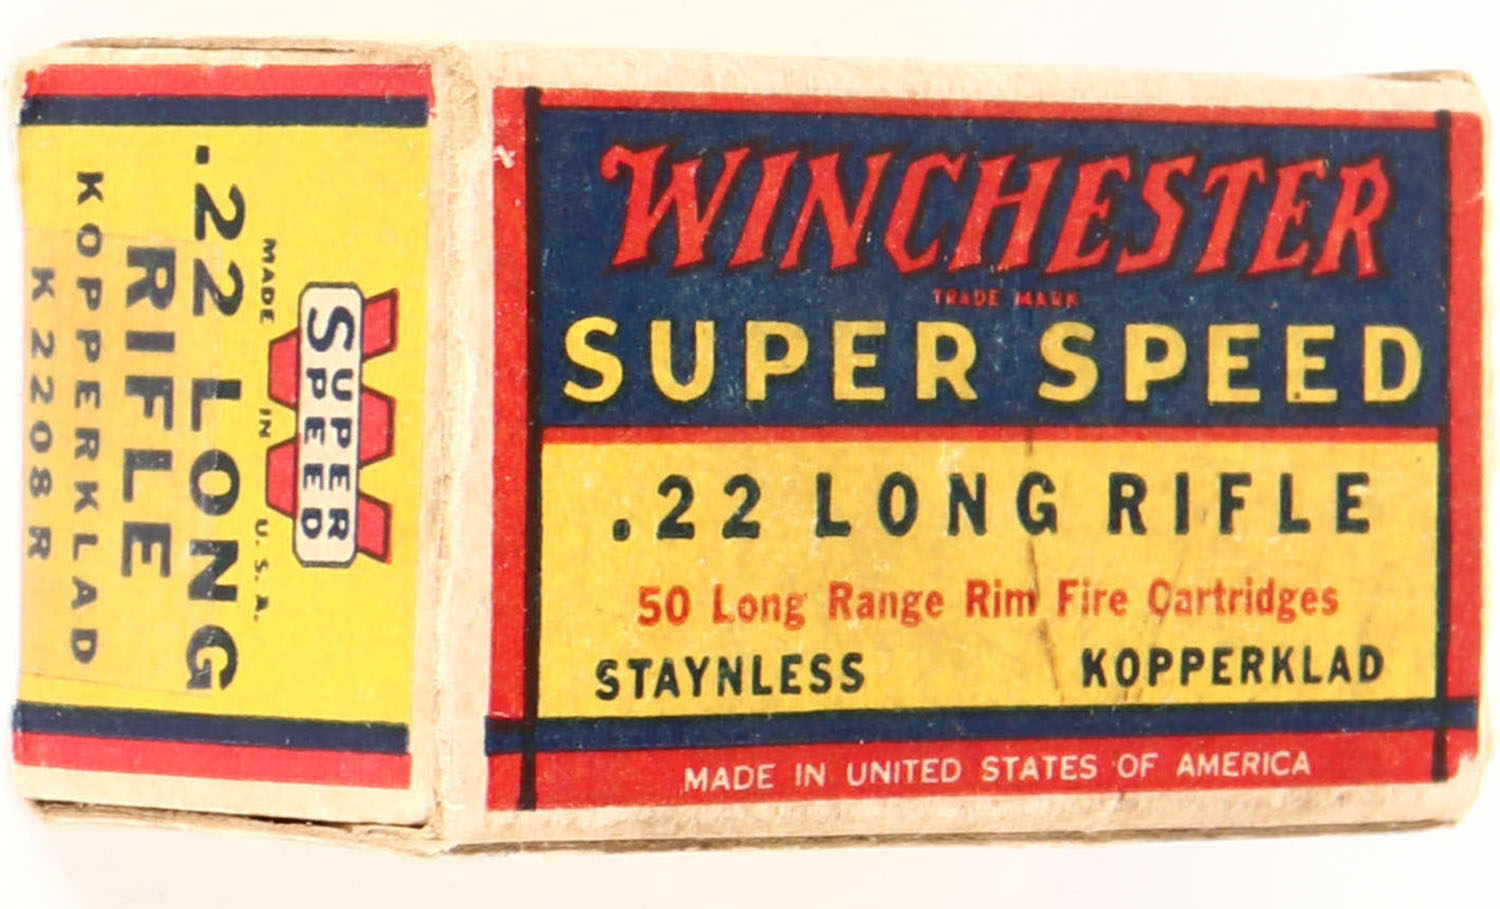 WINCHESTER
TRADE MARK
SUPER SPEED
.22 LONG RIFLE
50 Long Range Rim Fire Cartridges
STAYNLESS KOPPERKLAD
MADE IN UNITED STATES OF AMERICA
SUPER
SPEED
MADE IN U.S.A.
.22 LONG
RIFLE
KOPPERKLAD
K2208R